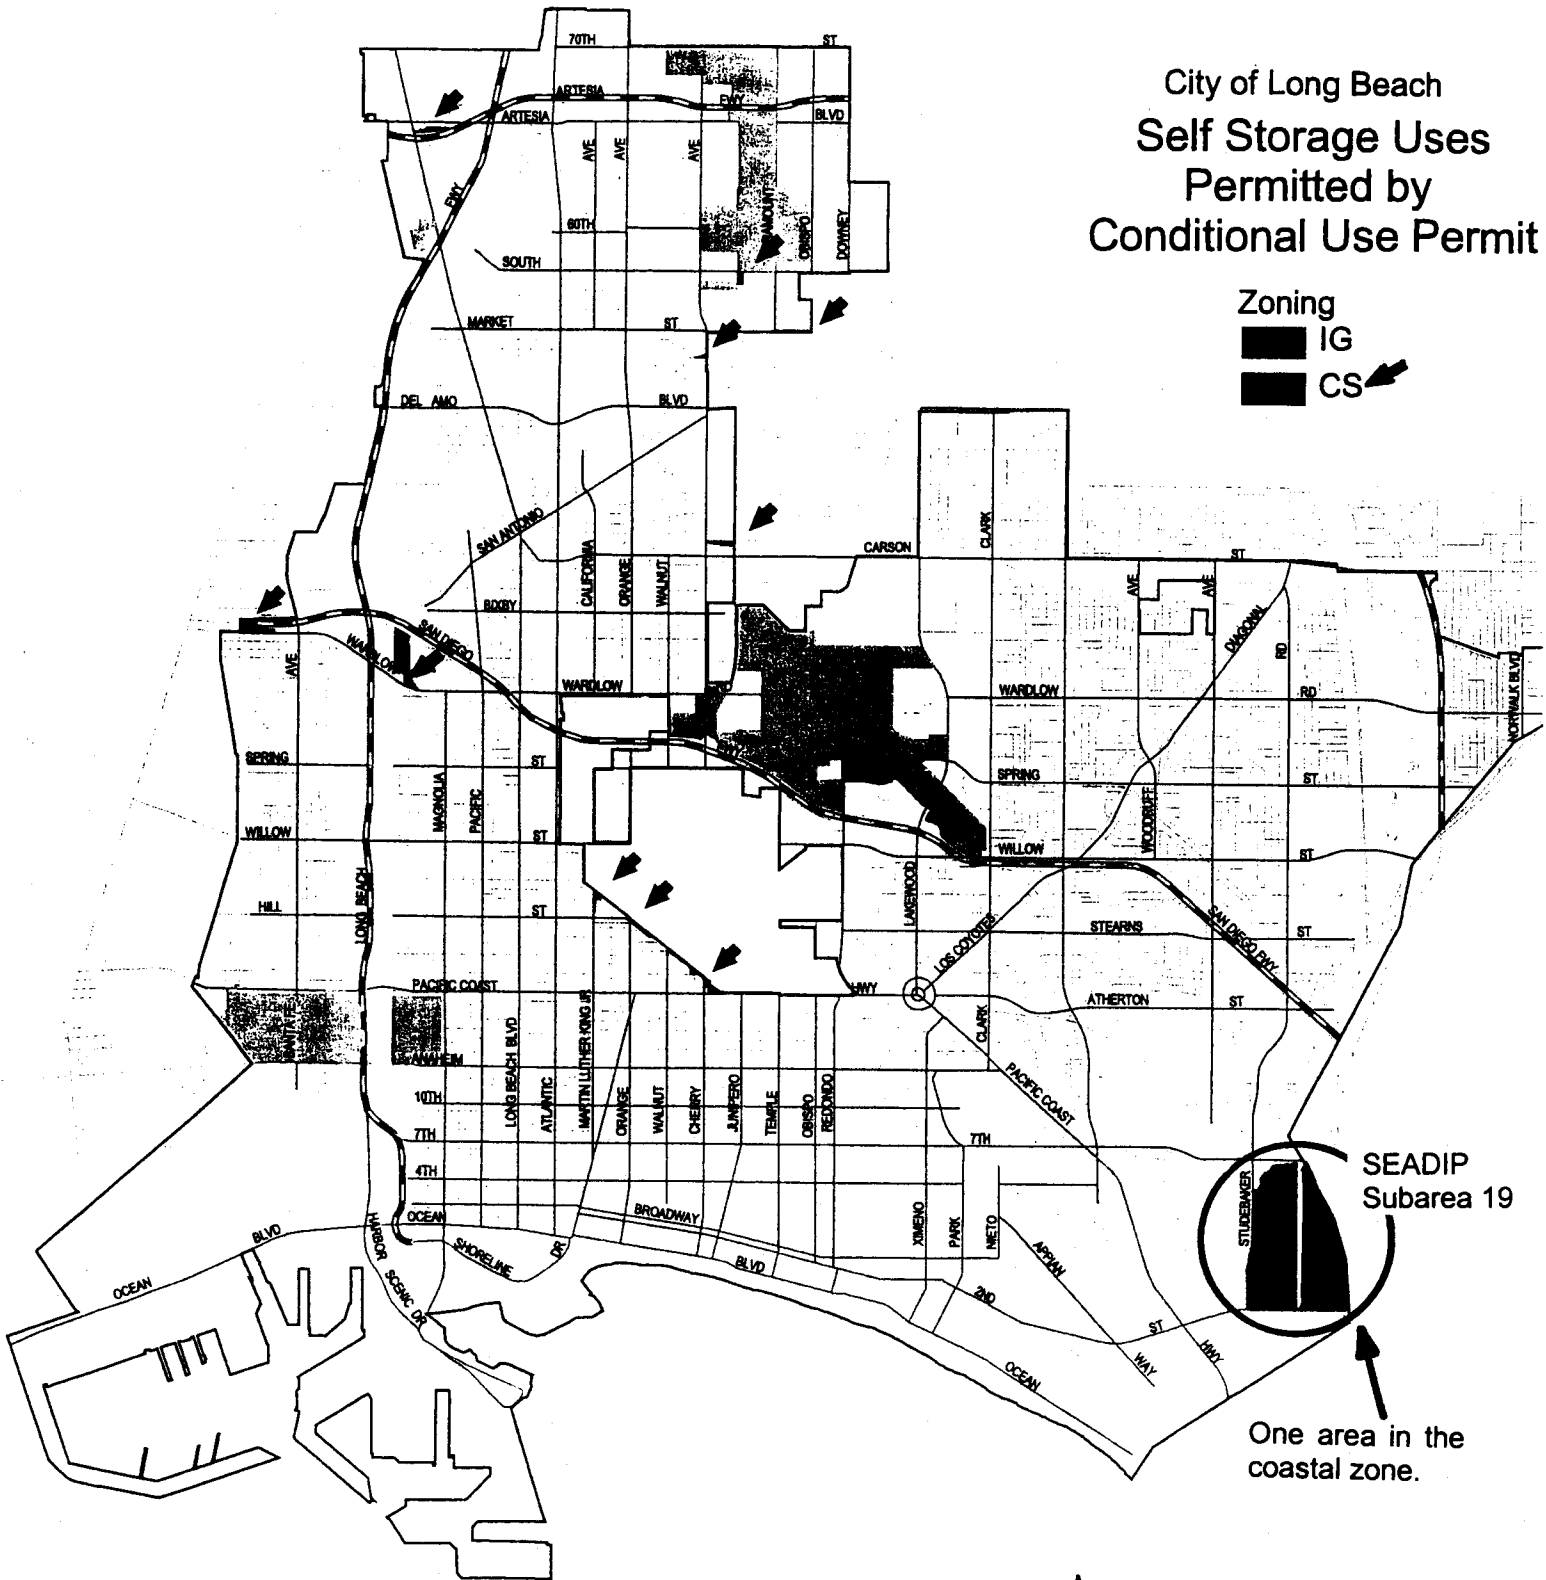 City of Long Beach
Self Storage Uses
Permitted by
Conditional Use Permit
Zoning
IG
CS
70TH
ST
ARTESIA
FWY
ARTESIA
BLVD
AVE
AVE
AVE
FWY
60TH
OBISPO
DOWNEY
SOUTH
MARKET
ST
DEL AMO
BLVD
SAN ANTONIO
CARSON
ST
CLARK
CALIFORNIA
ORANGE
WALNUT
AVE
AVE
BIXBY
SAN DIEGO
DIAGONAL
RD
AVE
WARDLOW
RD
WARDLOW
RD
NORWALK BLVD
SPRING
ST
FWY
SPRING
ST
MAGNOLIA
PACIFIC
WOODRUFF
WILLOW
ST
WILLOW
ST
LONG BEACH
LAKEWOOD
HILL
ST
LOS COYOTES
STEARNS
ST
SAN DIEGO FWY
PACIFIC COAST
HWY
ATHERTON
ST
SANTA FE
CLARK
ANAHEIM
LONG BEACH BLVD
ATLANTIC
MARTIN LUTHER KING JR
ORANGE
WALNUT
CHERRY
JUNIPERO
TEMPLE
OBISPO
REDONDO
PACIFIC COAST
10TH
7TH
7TH
4TH
SEADIP
Subarea 19
STUDEBAKER
OCEAN
BROADWAY
XIMENO
PARK
NIETO
APPIAN
BLVD
HARBOR SCENIC DR
SHORELINE
DR
BLVD
OCEAN
2ND
ST
WAY
HWY
OCEAN
One area in the
coastal zone.